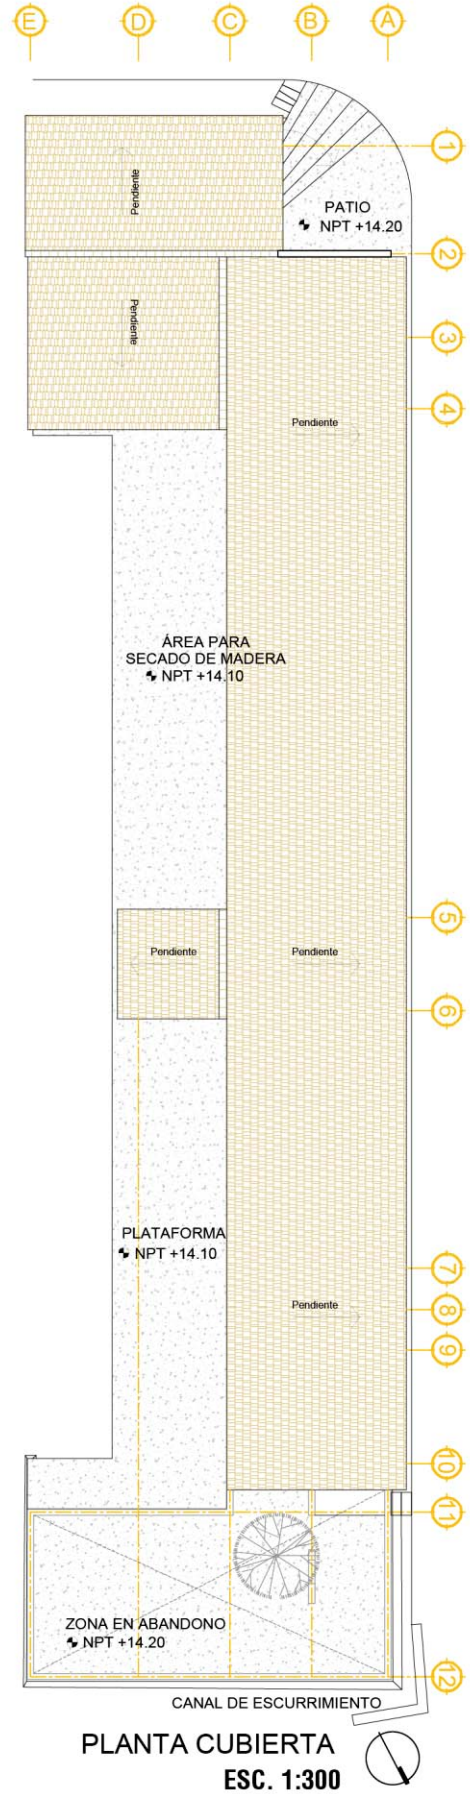 E D C B A
1
Pendiente
PATIO
NPT +14.20
2
Pendiente
3
4
Pendiente
ÁREA PARA
SECADO DE MADERA
NPT +14.10
5
Pendiente
Pendiente
6
PLATAFORMA
NPT +14.10
7
Pendiente
8
9
10
11
ZONA EN ABANDONO
NPT +14.20
12
CANAL DE ESCURRIMIENTO
PLANTA CUBIERTA
ESC. 1:300